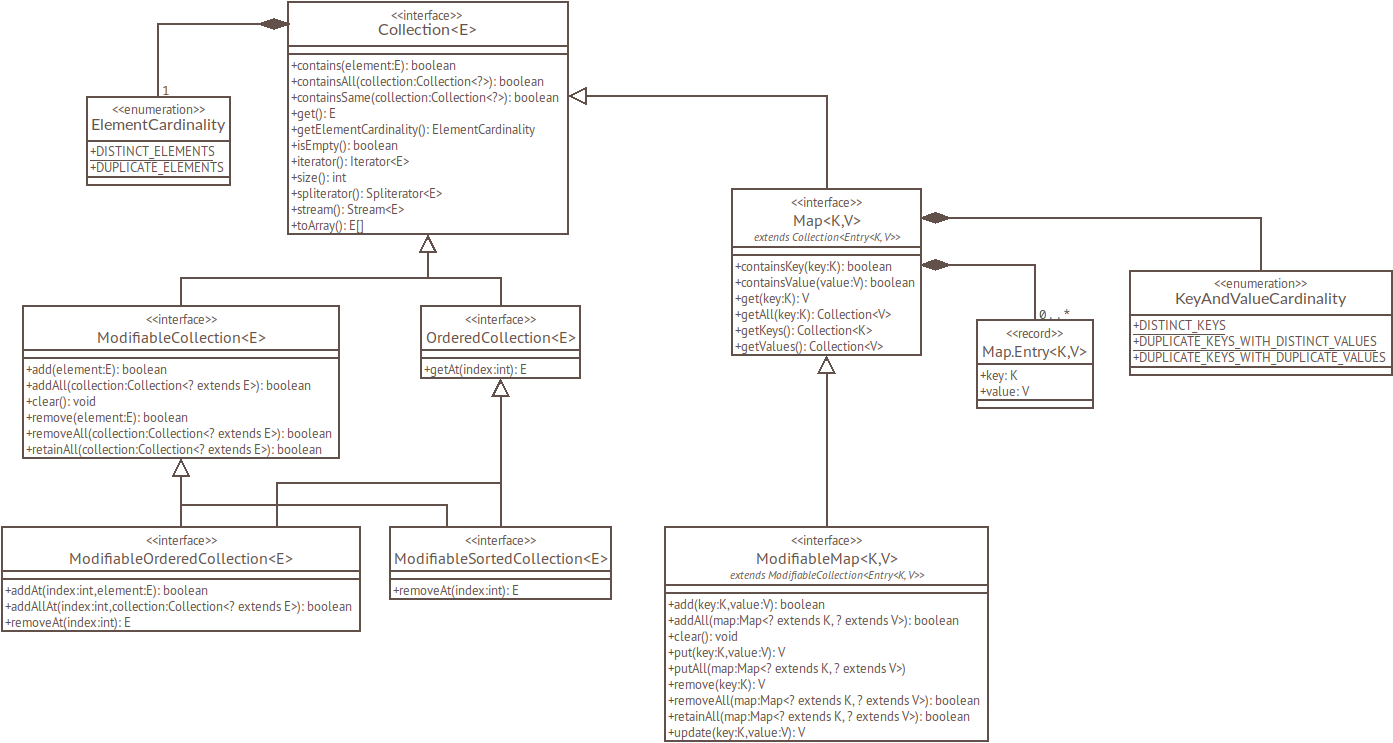 <<interface>>
Collection<E>
+contains(element:E): boolean
+containsAll(collection:Collection<?>): boolean
+containsSame(collection:Collection<?>): boolean
+get(): E
+getElementCardinality(): ElementCardinality
+isEmpty(): boolean
+iterator(): Iterator<E>
+size(): int
+spliterator(): Spliterator<E>
+stream(): Stream<E>
+toArray(): E[]
1
<<enumeration>>
ElementCardinality
+DISTINCT_ELEMENTS
+DUPLICATE_ELEMENTS
<<interface>>
Map<K,V>
extends Collection<Entry<K,V>>
+containsKey(key:K): boolean
+containsValue(value:V): boolean
+get(key:K): V
+getAll(key:K): Collection<V>
+getKeys(): Collection<K>
+getValues(): Collection<V>
0..*
<<record>>
Map.Entry<K,V>
+key: K
+value: V
<<enumeration>>
KeyAndValueCardinality
+DISTINCT_KEYS
+DUPLICATE_KEYS_WITH_DISTINCT_VALUES
+DUPLICATE_KEYS_WITH_DUPLICATE_VALUES
<<interface>>
ModifiableCollection<E>
+add(element:E): boolean
+addAll(collection:Collection<? extends E>): boolean
+clear(): void
+remove(element:E): boolean
+removeAll(collection:Collection<? extends E>): boolean
+retainAll(collection:Collection<? extends E>): boolean
<<interface>>
OrderedCollection<E>
+getAt(index:int): E
<<interface>>
ModifiableOrderedCollection<E>
+addAt(index:int,element:E): boolean
+addAllAt(index:int,collection:Collection<? extends E>): boolean
+removeAt(index:int): E
<<interface>>
ModifiableSortedCollection<E>
+removeAt(index:int): E
<<interface>>
ModifiableMap<K,V>
extends ModifiableCollection<Entry<K,V>>
+add(key:K,value:V): boolean
+addAll(map:Map<? extends K, ? extends V>): boolean
+clear(): void
+put(key:K,value:V): V
+putAll(map:Map<? extends K, ? extends V>)
+remove(key:K): V
+removeAll(map:Map<? extends K, ? extends V>): boolean
+retainAll(map:Map<? extends K, ? extends V>): boolean
+update(key:K,value:V): V